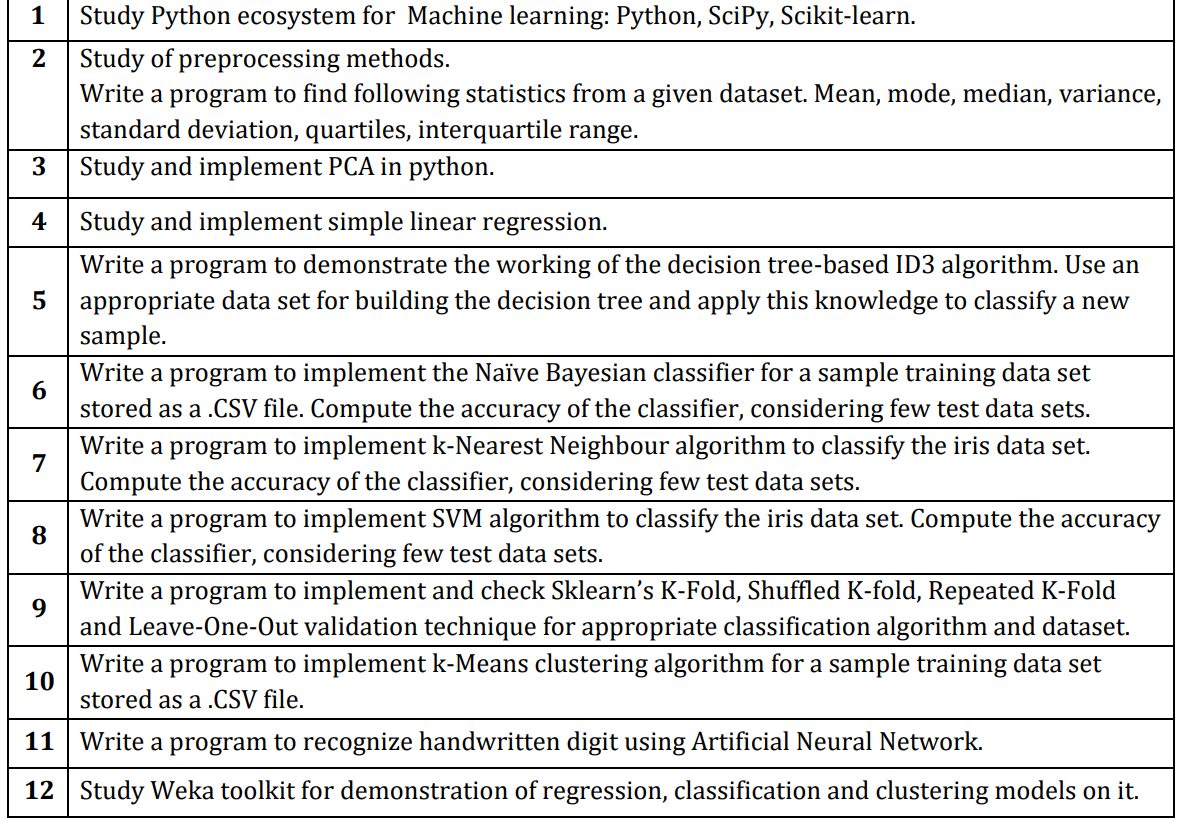 1 Study Python ecosystem for Machine learning: Python, SciPy, Scikit-learn.
2 Study of preprocessing methods.
Write a program to find following statistics from a given dataset. Mean, mode, median, variance,
standard deviation, quartiles, interquartile range.
3 Study and implement PCA in python.
4 Study and implement simple linear regression.
Write a program to demonstrate the working of the decision tree-based ID3 algorithm. Use an
5 appropriate data set for building the decision tree and apply this knowledge to classify a new
sample.
6 Write a program to implement the Naïve Bayesian classifier for a sample training data set
stored as a .CSV file. Compute the accuracy of the classifier, considering few test data sets.
7 Write a program to implement k-Nearest Neighbour algorithm to classify the iris data set.
Compute the accuracy of the classifier, considering few test data sets.
8 Write a program to implement SVM algorithm to classify the iris data set. Compute the accuracy
of the classifier, considering few test data sets.
9 Write a program to implement and check Sklearn’s K-Fold, Shuffled K-fold, Repeated K-Fold
and Leave-One-Out validation technique for appropriate classification algorithm and dataset.
10 Write a program to implement k-Means clustering algorithm for a sample training data set
stored as a .CSV file.
11 Write a program to recognize handwritten digit using Artificial Neural Network.
12 Study Weka toolkit for demonstration of regression, classification and clustering models on it.